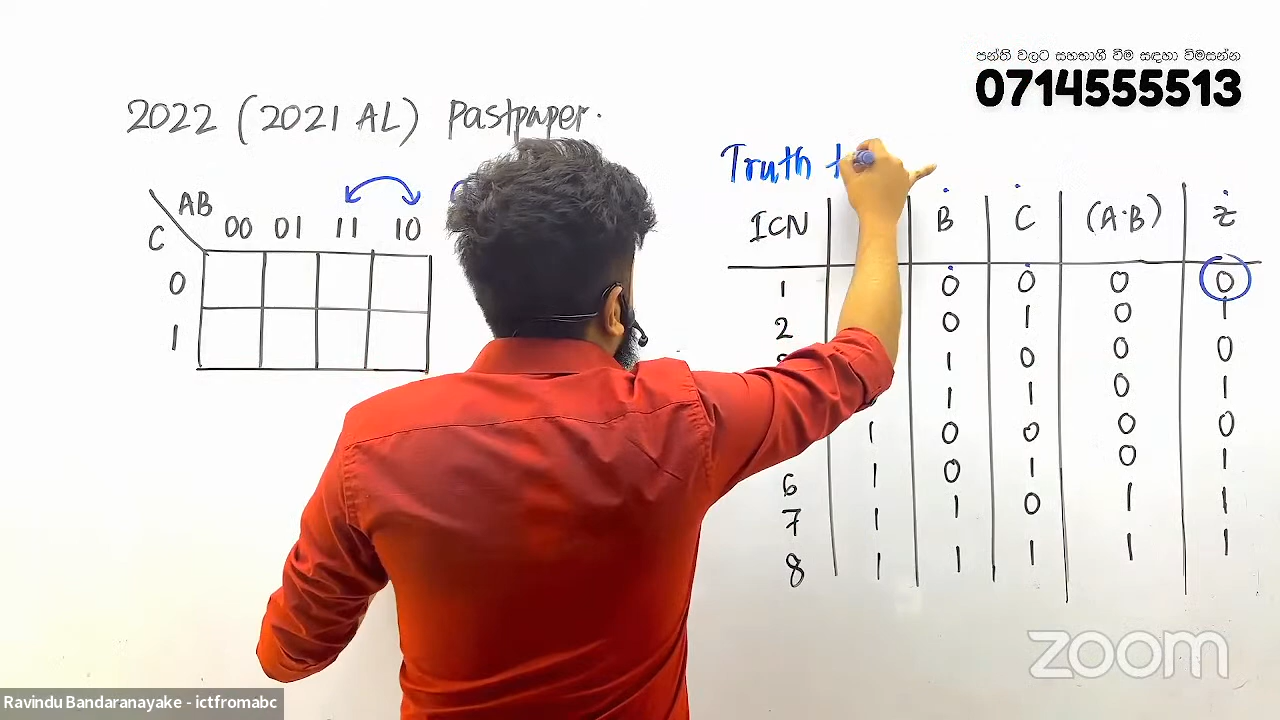 පන්ති වලට සහභාගී වීම සඳහා විමසන්න
0714555513
2022 (2021 AL) Pastpaper.
Truth t
AB
C
00 01 11 10
0
1
ICN B C (A·B) z
1 0 0 0 0
2 0 1 0 1
1 0 0 0
1 1 0 1
1 0 0 0 0
6 1 0 1 0 1
7 1 1 0 1 1
8 1 1 1 1 1
zoom
Ravindu Bandaranayake - ictfromabc